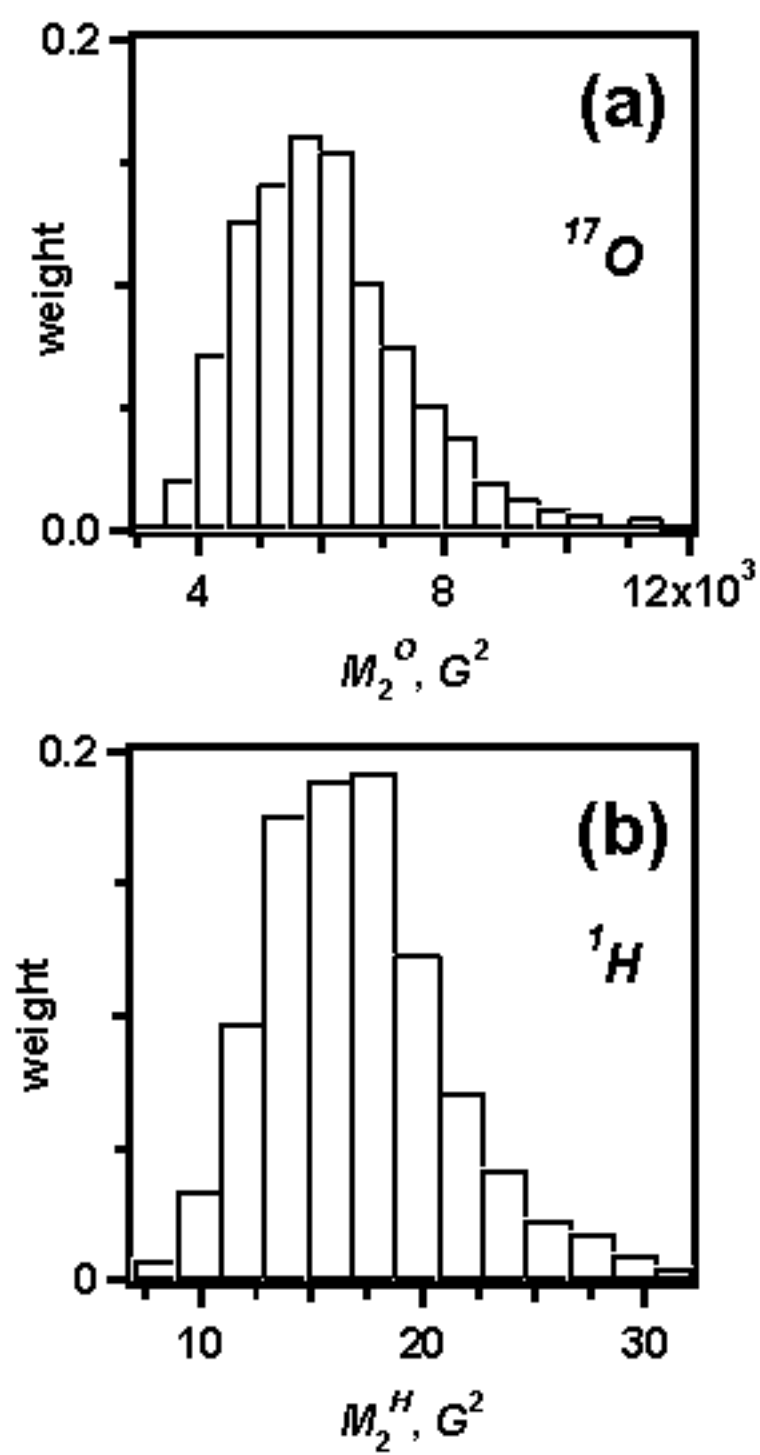 0.2
(a)
¹⁷O
weight
0.0
4 8 12x10³
M₂ᴼ, G²
0.2
(b)
¹H
weight
0
10 20 30
M₂ᴴ, G²